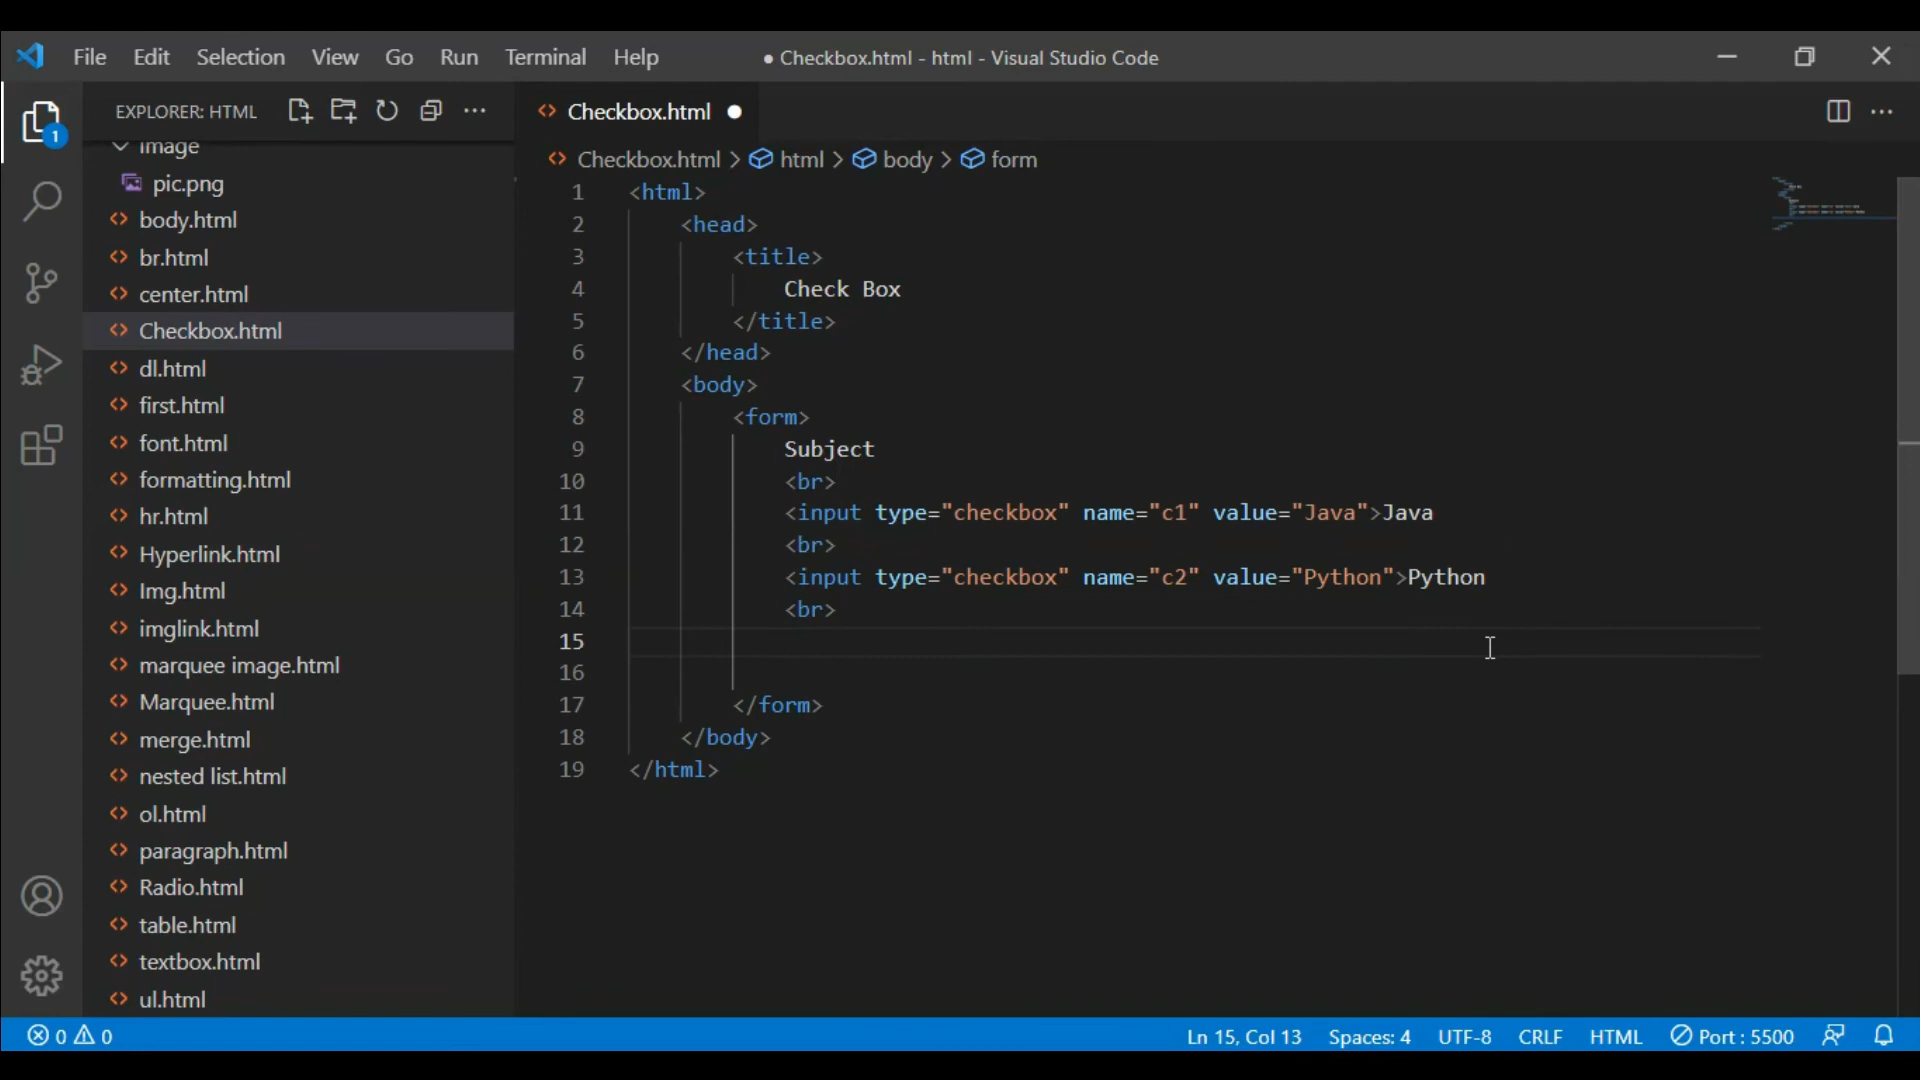 File Edit Selection View Go Run Terminal Help ● Checkbox.html - html - Visual Studio Code
EXPLORER: HTML
1
image
pic.png
body.html
br.html
center.html
Checkbox.html
dl.html
first.html
font.html
formatting.html
hr.html
Hyperlink.html
Img.html
imglink.html
marquee image.html
Marquee.html
merge.html
nested list.html
ol.html
paragraph.html
Radio.html
table.html
textbox.html
ul.html
Checkbox.html
Checkbox.html > html > body > form
1 <html>
2 <head>
3 <title>
4 Check Box
5 </title>
6 </head>
7 <body>
8 <form>
9 Subject
10 <br>
11 <input type="checkbox" name="c1" value="Java">Java
12 <br>
13 <input type="checkbox" name="c2" value="Python">Python
14 <br>
15
16
17 </form>
18 </body>
19 </html>
0 0 Ln 15, Col 13 Spaces: 4 UTF-8 CRLF HTML Port : 5500